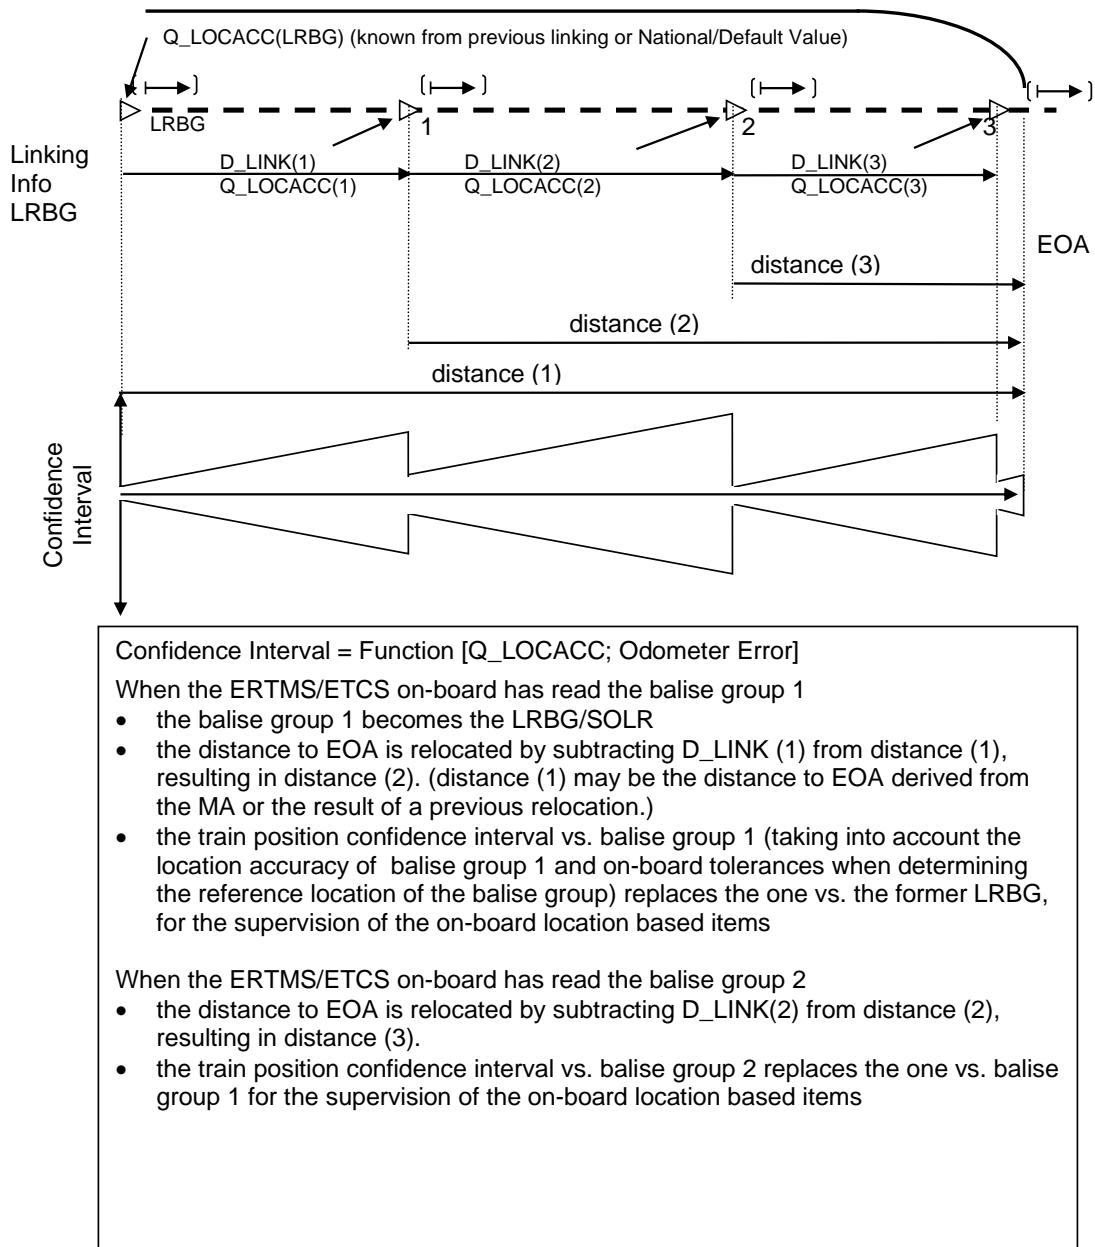 Q_LOCACC(LRBG) (known from previous linking or National/Default Value)
LRBG
1
2
3
Linking
Info
LRBG
D_LINK(1)
Q_LOCACC(1)
D_LINK(2)
Q_LOCACC(2)
D_LINK(3)
Q_LOCACC(3)
EOA
distance (3)
distance (2)
distance (1)
Confidence
Interval
Confidence Interval = Function [Q_LOCACC; Odometer Error]
When the ERTMS/ETCS on-board has read the balise group 1
• the balise group 1 becomes the LRBG/SOLR
• the distance to EOA is relocated by subtracting D_LINK (1) from distance (1),
resulting in distance (2). (distance (1) may be the distance to EOA derived from
the MA or the result of a previous relocation.)
• the train position confidence interval vs. balise group 1 (taking into account the
location accuracy of balise group 1 and on-board tolerances when determining
the reference location of the balise group) replaces the one vs. the former LRBG,
for the supervision of the on-board location based items
When the ERTMS/ETCS on-board has read the balise group 2
• the distance to EOA is relocated by subtracting D_LINK(2) from distance (2),
resulting in distance (3).
• the train position confidence interval vs. balise group 2 replaces the one vs. balise
group 1 for the supervision of the on-board location based items